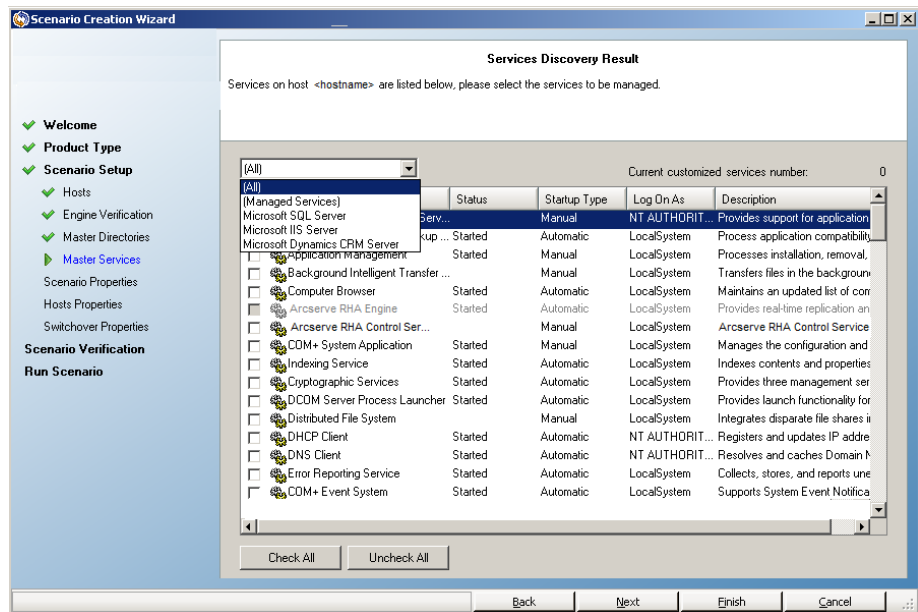 Scenario Creation Wizard
Services Discovery Result
Services on host <hostname> are listed below, please select the services to be managed.
Welcome
Product Type
Scenario Setup
Hosts
Engine Verification
Master Directories
Master Services
Scenario Properties
Hosts Properties
Switchover Properties
Scenario Verification
Run Scenario
(All)
Current customized services number: 0
(All)
(Managed Services)
Microsoft SQL Server
Microsoft IIS Server
Microsoft Dynamics CRM Server
Status Startup Type Log On As Description
Serv... Manual NT AUTHORIT... Provides support for application
kup ... Started Automatic LocalSystem Process application compatibility
Application Management Started Manual LocalSystem Processes installation, removal,
Background Intelligent Transfer ... Manual LocalSystem Transfers files in the backgroun
Computer Browser Started Automatic LocalSystem Maintains an updated list of com
Arcserve RHA Engine Started Automatic LocalSystem Provides real-time replication an
Arcserve RHA Control Ser... Manual LocalSystem Arcserve RHA Control Service
COM+ System Application Started Manual LocalSystem Manages the configuration and
Indexing Service Started Automatic LocalSystem Indexes contents and properties
Cryptographic Services Started Automatic LocalSystem Provides three management ser
DCOM Server Process Launcher Started Automatic LocalSystem Provides launch functionality for
Distributed File System Manual LocalSystem Integrates disparate file shares i
DHCP Client Started Automatic NT AUTHORIT... Registers and updates IP addre
DNS Client Started Automatic NT AUTHORIT... Resolves and caches Domain N
Error Reporting Service Started Automatic LocalSystem Collects, stores, and reports une
COM+ Event System Started Automatic LocalSystem Supports System Event Notifica
Check All Uncheck All
Back Next Finish Cancel